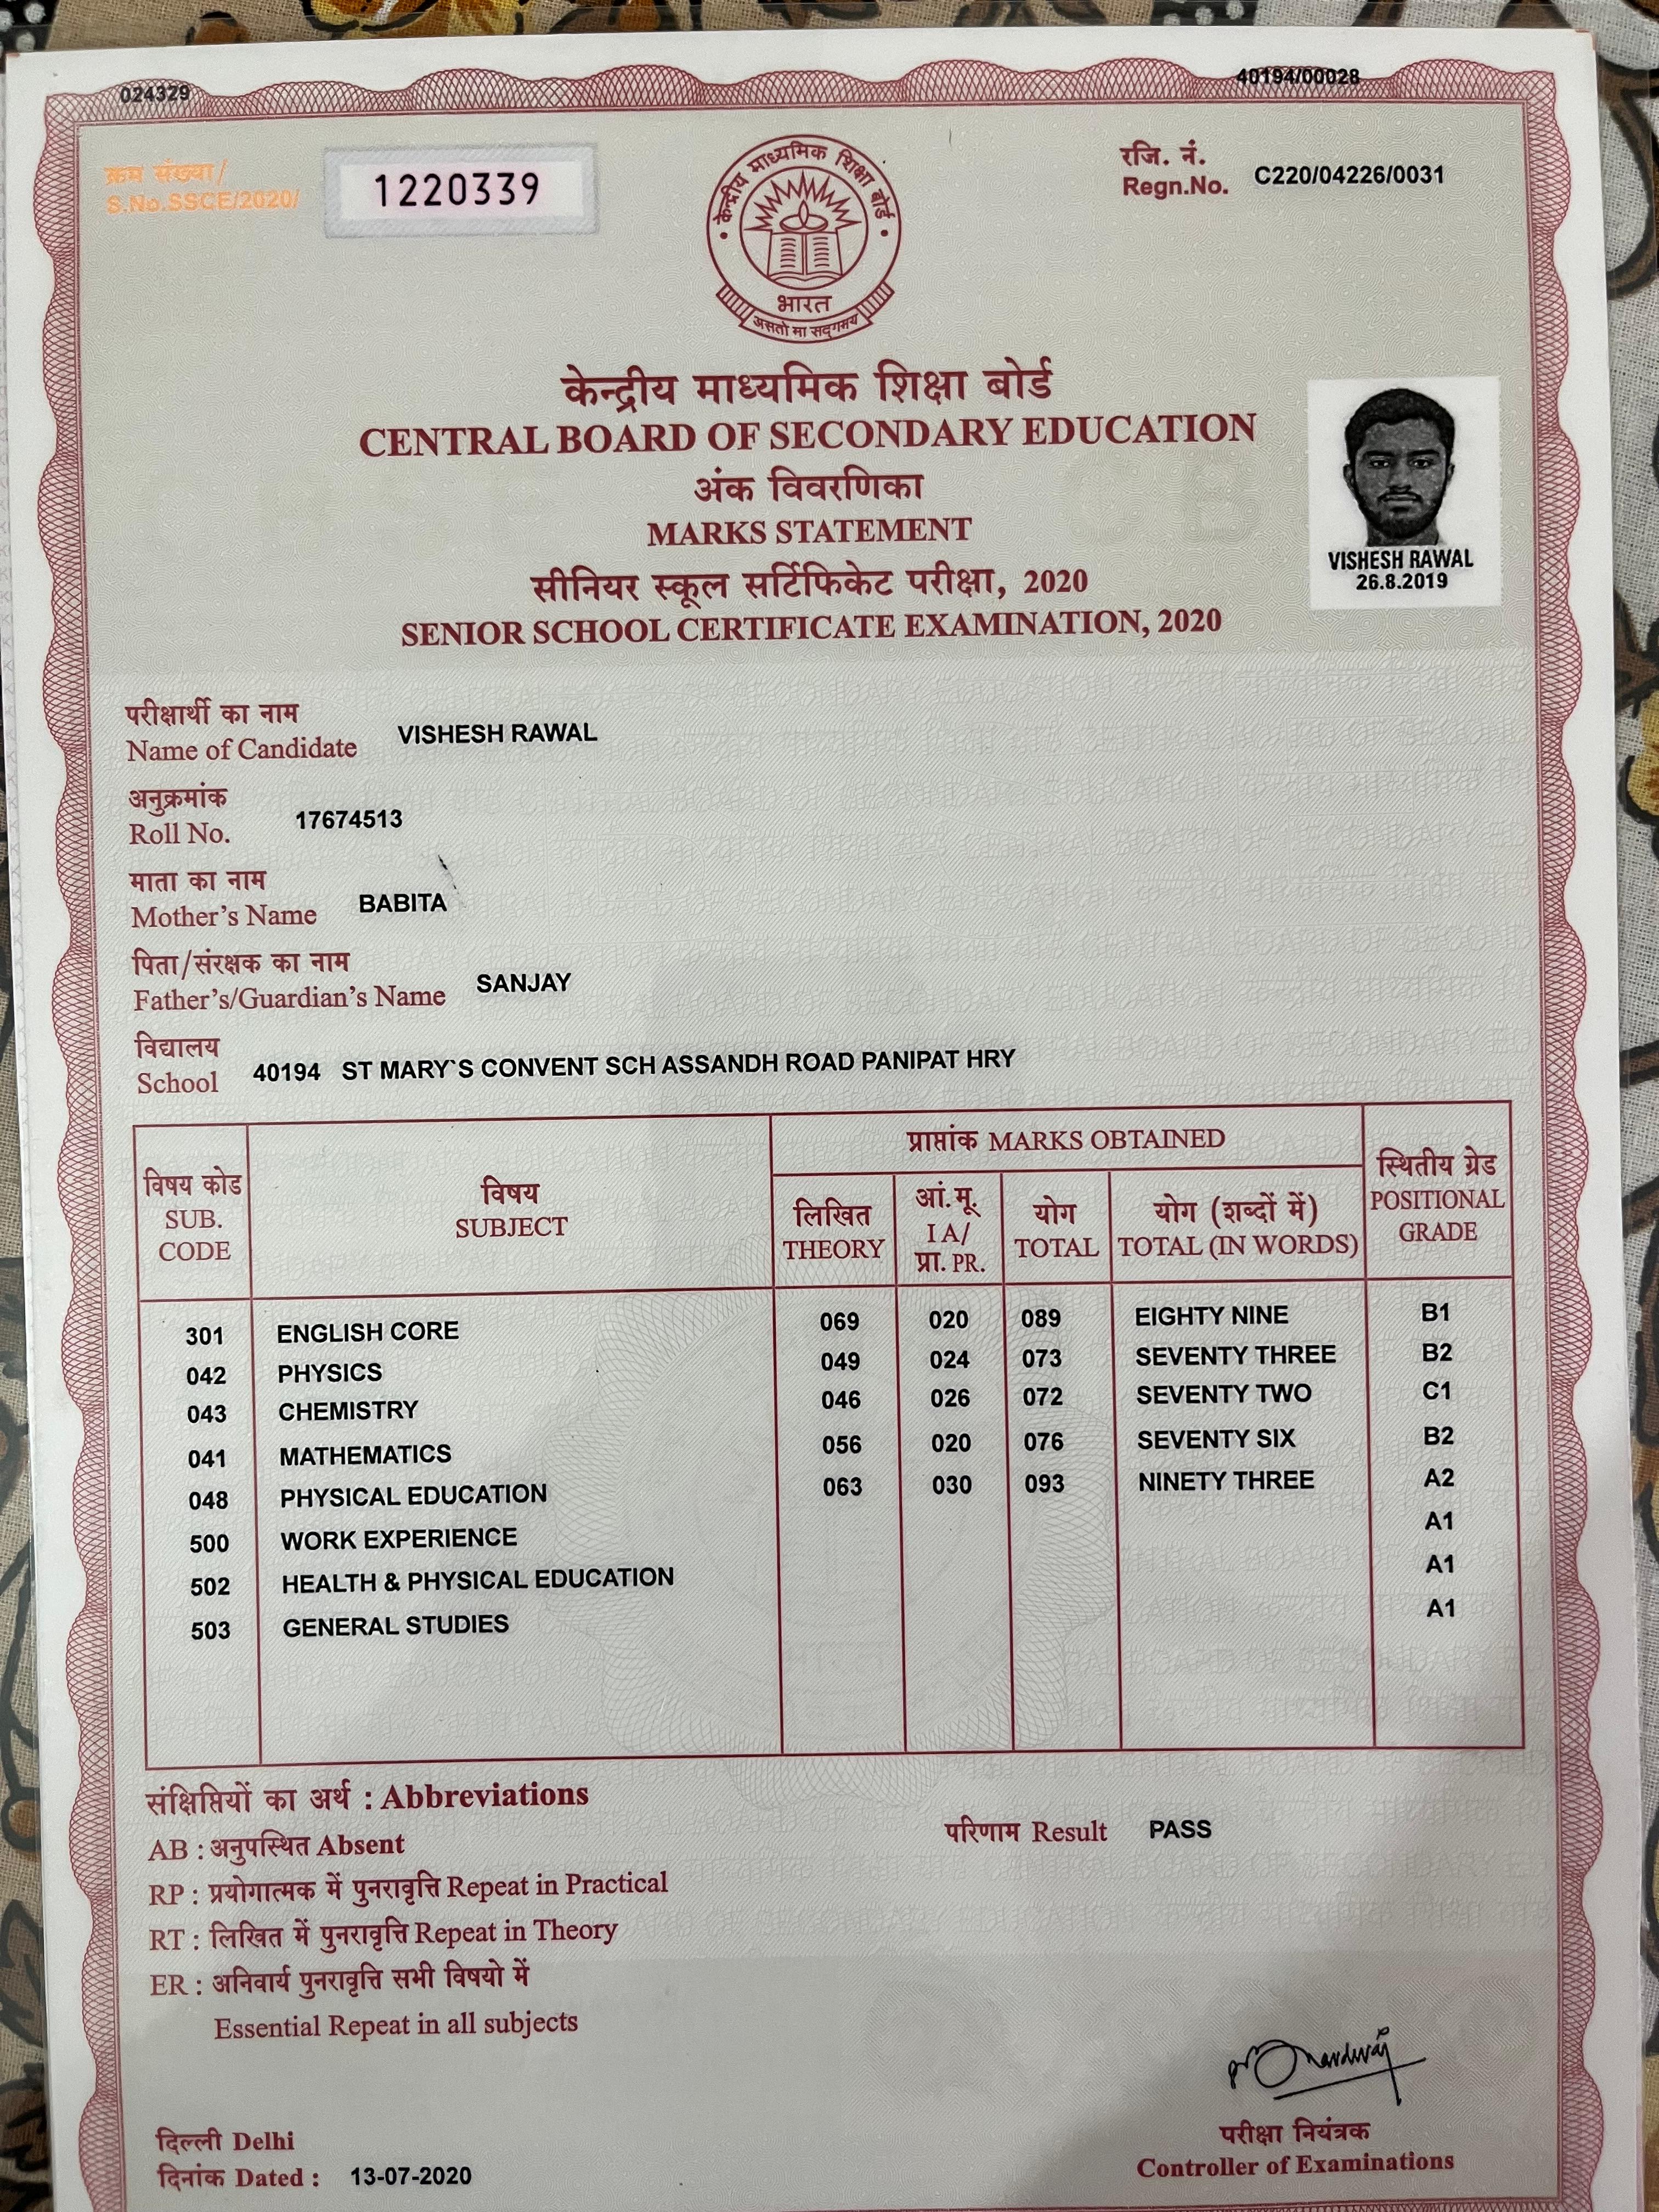 024329
40194/00028
क्रम संख्या/
S.No.SSCE/2020/
1220339
केन्द्रीय माध्यमिक शिक्षा बोर्ड
भारत
असतो मा सद्गमय
रजि. नं.
Regn.No. C220/04226/0031
केन्द्रीय माध्यमिक शिक्षा बोर्ड
CENTRAL BOARD OF SECONDARY EDUCATION
अंक विवरणिका
MARKS STATEMENT
सीनियर स्कूल सर्टिफिकेट परीक्षा, 2020
SENIOR SCHOOL CERTIFICATE EXAMINATION, 2020
VISHESH RAWAL
26.8.2019
परीक्षार्थी का नाम
Name of Candidate VISHESH RAWAL
अनुक्रमांक
Roll No. 17674513
माता का नाम
Mother's Name BABITA
पिता/संरक्षक का नाम
Father's/Guardian's Name SANJAY
विद्यालय
School 40194 ST MARY`S CONVENT SCH ASSANDH ROAD PANIPAT HRY
विषय कोड
SUB.
CODE
विषय
SUBJECT
प्राप्तांक MARKS OBTAINED
लिखित
THEORY
आं.मू.
I A/
प्रा. PR.
योग
TOTAL
योग (शब्दों में)
TOTAL (IN WORDS)
स्थितीय ग्रेड
POSITIONAL
GRADE
301 ENGLISH CORE 069 020 089 EIGHTY NINE B1
042 PHYSICS 049 024 073 SEVENTY THREE B2
043 CHEMISTRY 046 026 072 SEVENTY TWO C1
041 MATHEMATICS 056 020 076 SEVENTY SIX B2
048 PHYSICAL EDUCATION 063 030 093 NINETY THREE A2
500 WORK EXPERIENCE A1
502 HEALTH & PHYSICAL EDUCATION A1
503 GENERAL STUDIES A1
संक्षिप्तियों का अर्थ : Abbreviations
AB : अनुपस्थित Absent
RP : प्रयोगात्मक में पुनरावृत्ति Repeat in Practical
RT : लिखित में पुनरावृत्ति Repeat in Theory
ER : अनिवार्य पुनरावृत्ति सभी विषयो में
Essential Repeat in all subjects
परिणाम Result PASS
परीक्षा नियंत्रक
Controller of Examinations
दिल्ली Delhi
दिनांक Dated : 13-07-2020